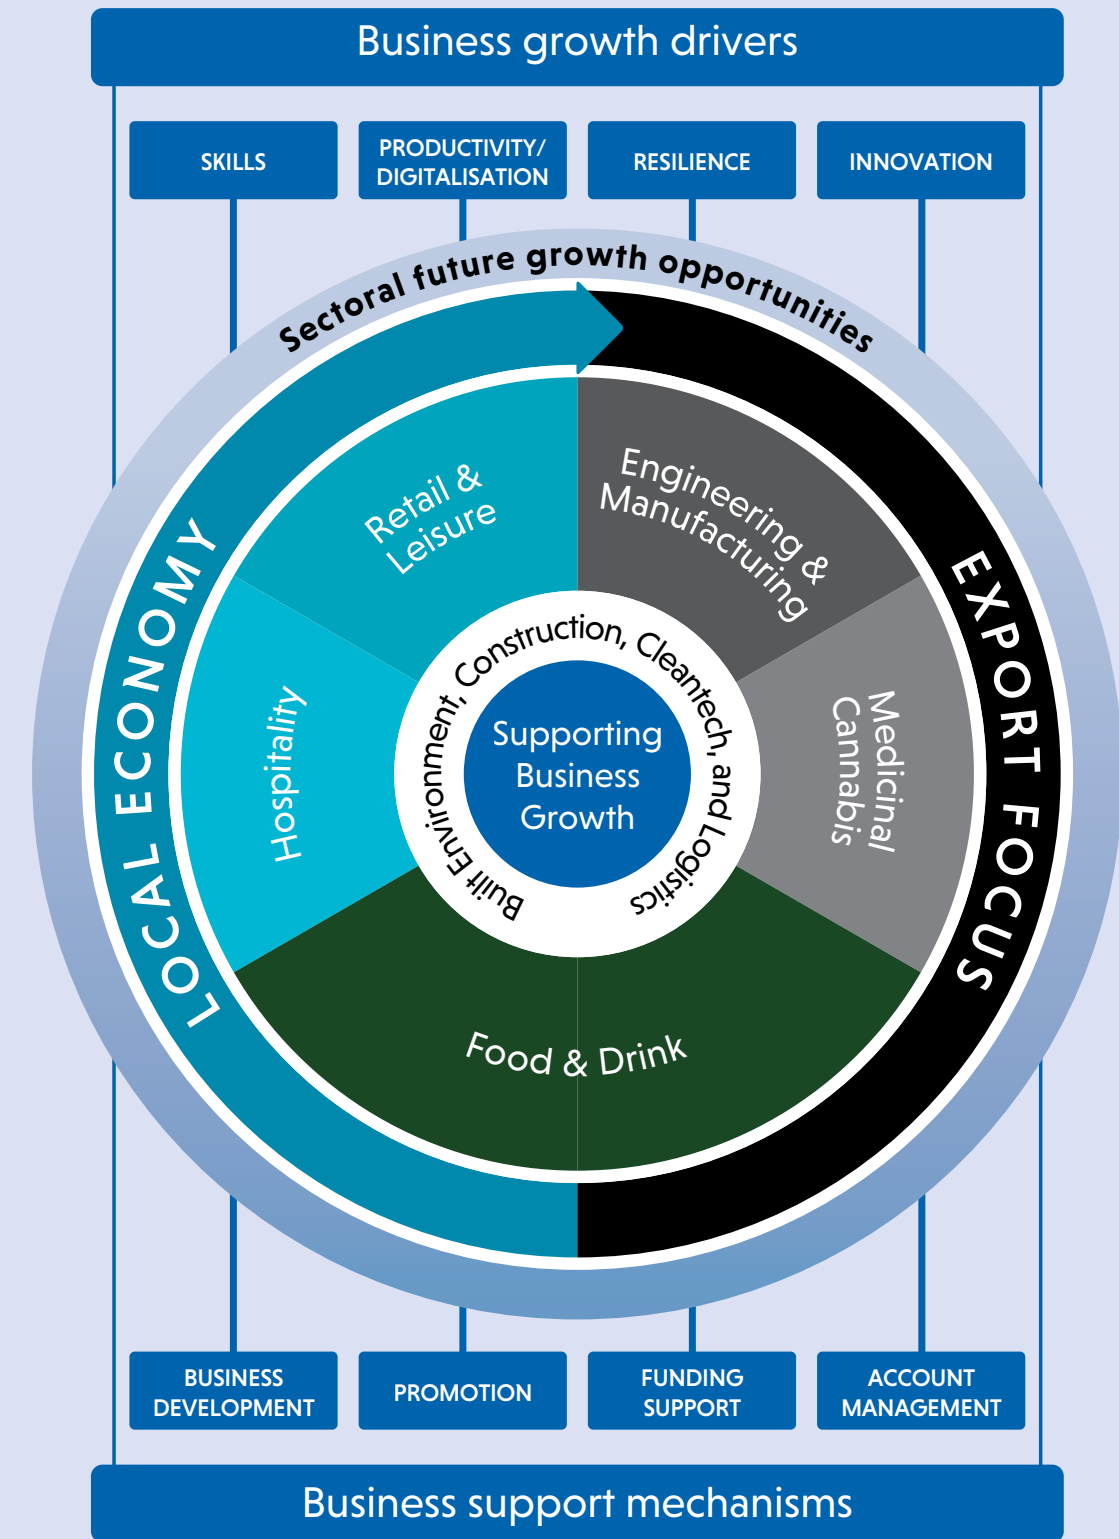 Business growth drivers
SKILLS
PRODUCTIVITY/
DIGITALISATION
RESILIENCE
INNOVATION
Sectoral future growth opportunities
LOCAL ECONOMY
EXPORT FOCUS
Retail &
Leisure
Engineering &
Manufacturing
Hospitality
Medicinal
Cannabis
Food & Drink
Built Environment, Construction, Cleantech, and Logistics
Supporting
Business
Growth
BUSINESS
DEVELOPMENT
PROMOTION
FUNDING
SUPPORT
ACCOUNT
MANAGEMENT
Business support mechanisms